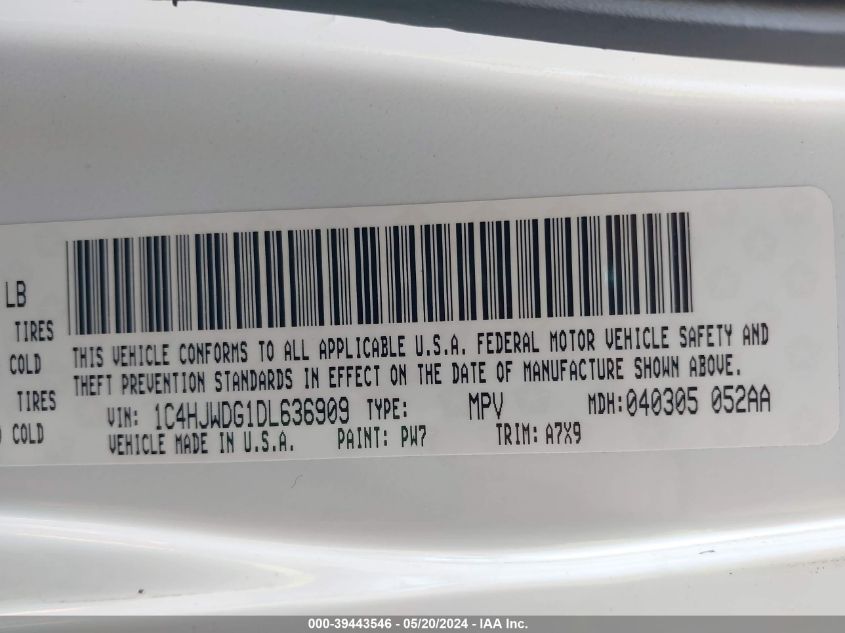 LB
TIRES
COLD
TIRES
COLD
THIS VEHICLE CONFORMS TO ALL APPLICABLE U.S.A. FEDERAL MOTOR VEHICLE SAFETY AND
THEFT PREVENTION STANDARDS IN EFFECT ON THE DATE OF MANUFACTURE SHOWN ABOVE.
VIN: 1C4HJWDG1DL636909 TYPE: MPV MDH: 040305 052AA
VEHICLE MADE IN U.S.A. PAINT: PW7 TRIM: A7X9
000-39443546 - 05/20/2024 - IAA Inc.